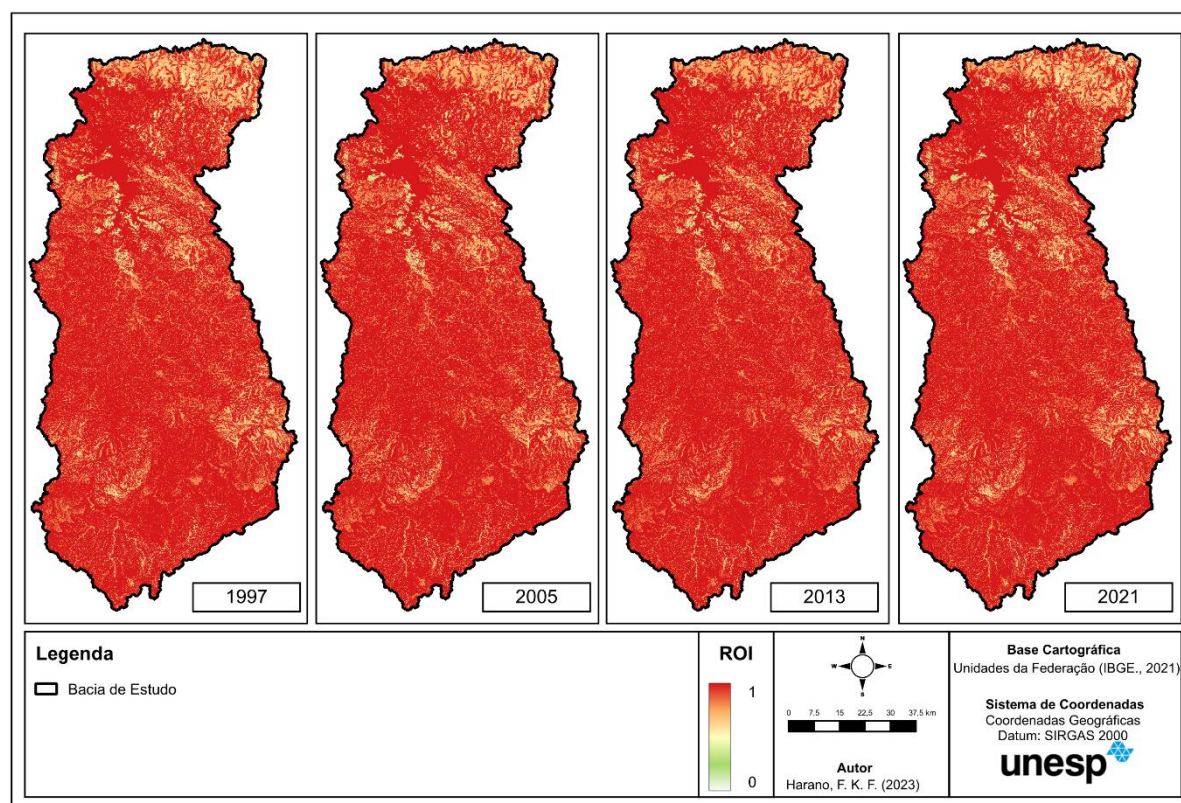 1997
2005
2013
2021
Legenda
Bacia de Estudo
ROI
1
0
N
W
E
S
0 7,5 15 22,5 30 37,5 km
Autor
Harano, F. K. F. (2023)
Base Cartográfica
Unidades da Federação (IBGE., 2021)
Sistema de Coordenadas
Coordenadas Geográficas
Datum: SIRGAS 2000
unesp